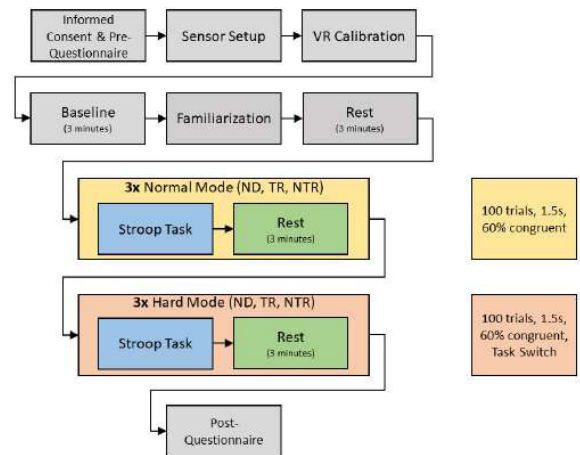 Informed
Consent & Pre-
Questionnaire
Sensor Setup
VR Calibration
Baseline
(3 minutes)
Familiarization
Rest
(3 minutes)
3x Normal Mode (ND, TR, NTR)
Stroop Task
Rest
(3 minutes)
100 trials, 1.5s,
60% congruent
3x Hard Mode (ND, TR, NTR)
Stroop Task
Rest
(3 minutes)
100 trials, 1.5s,
60% congruent,
Task Switch
Post-
Questionnaire